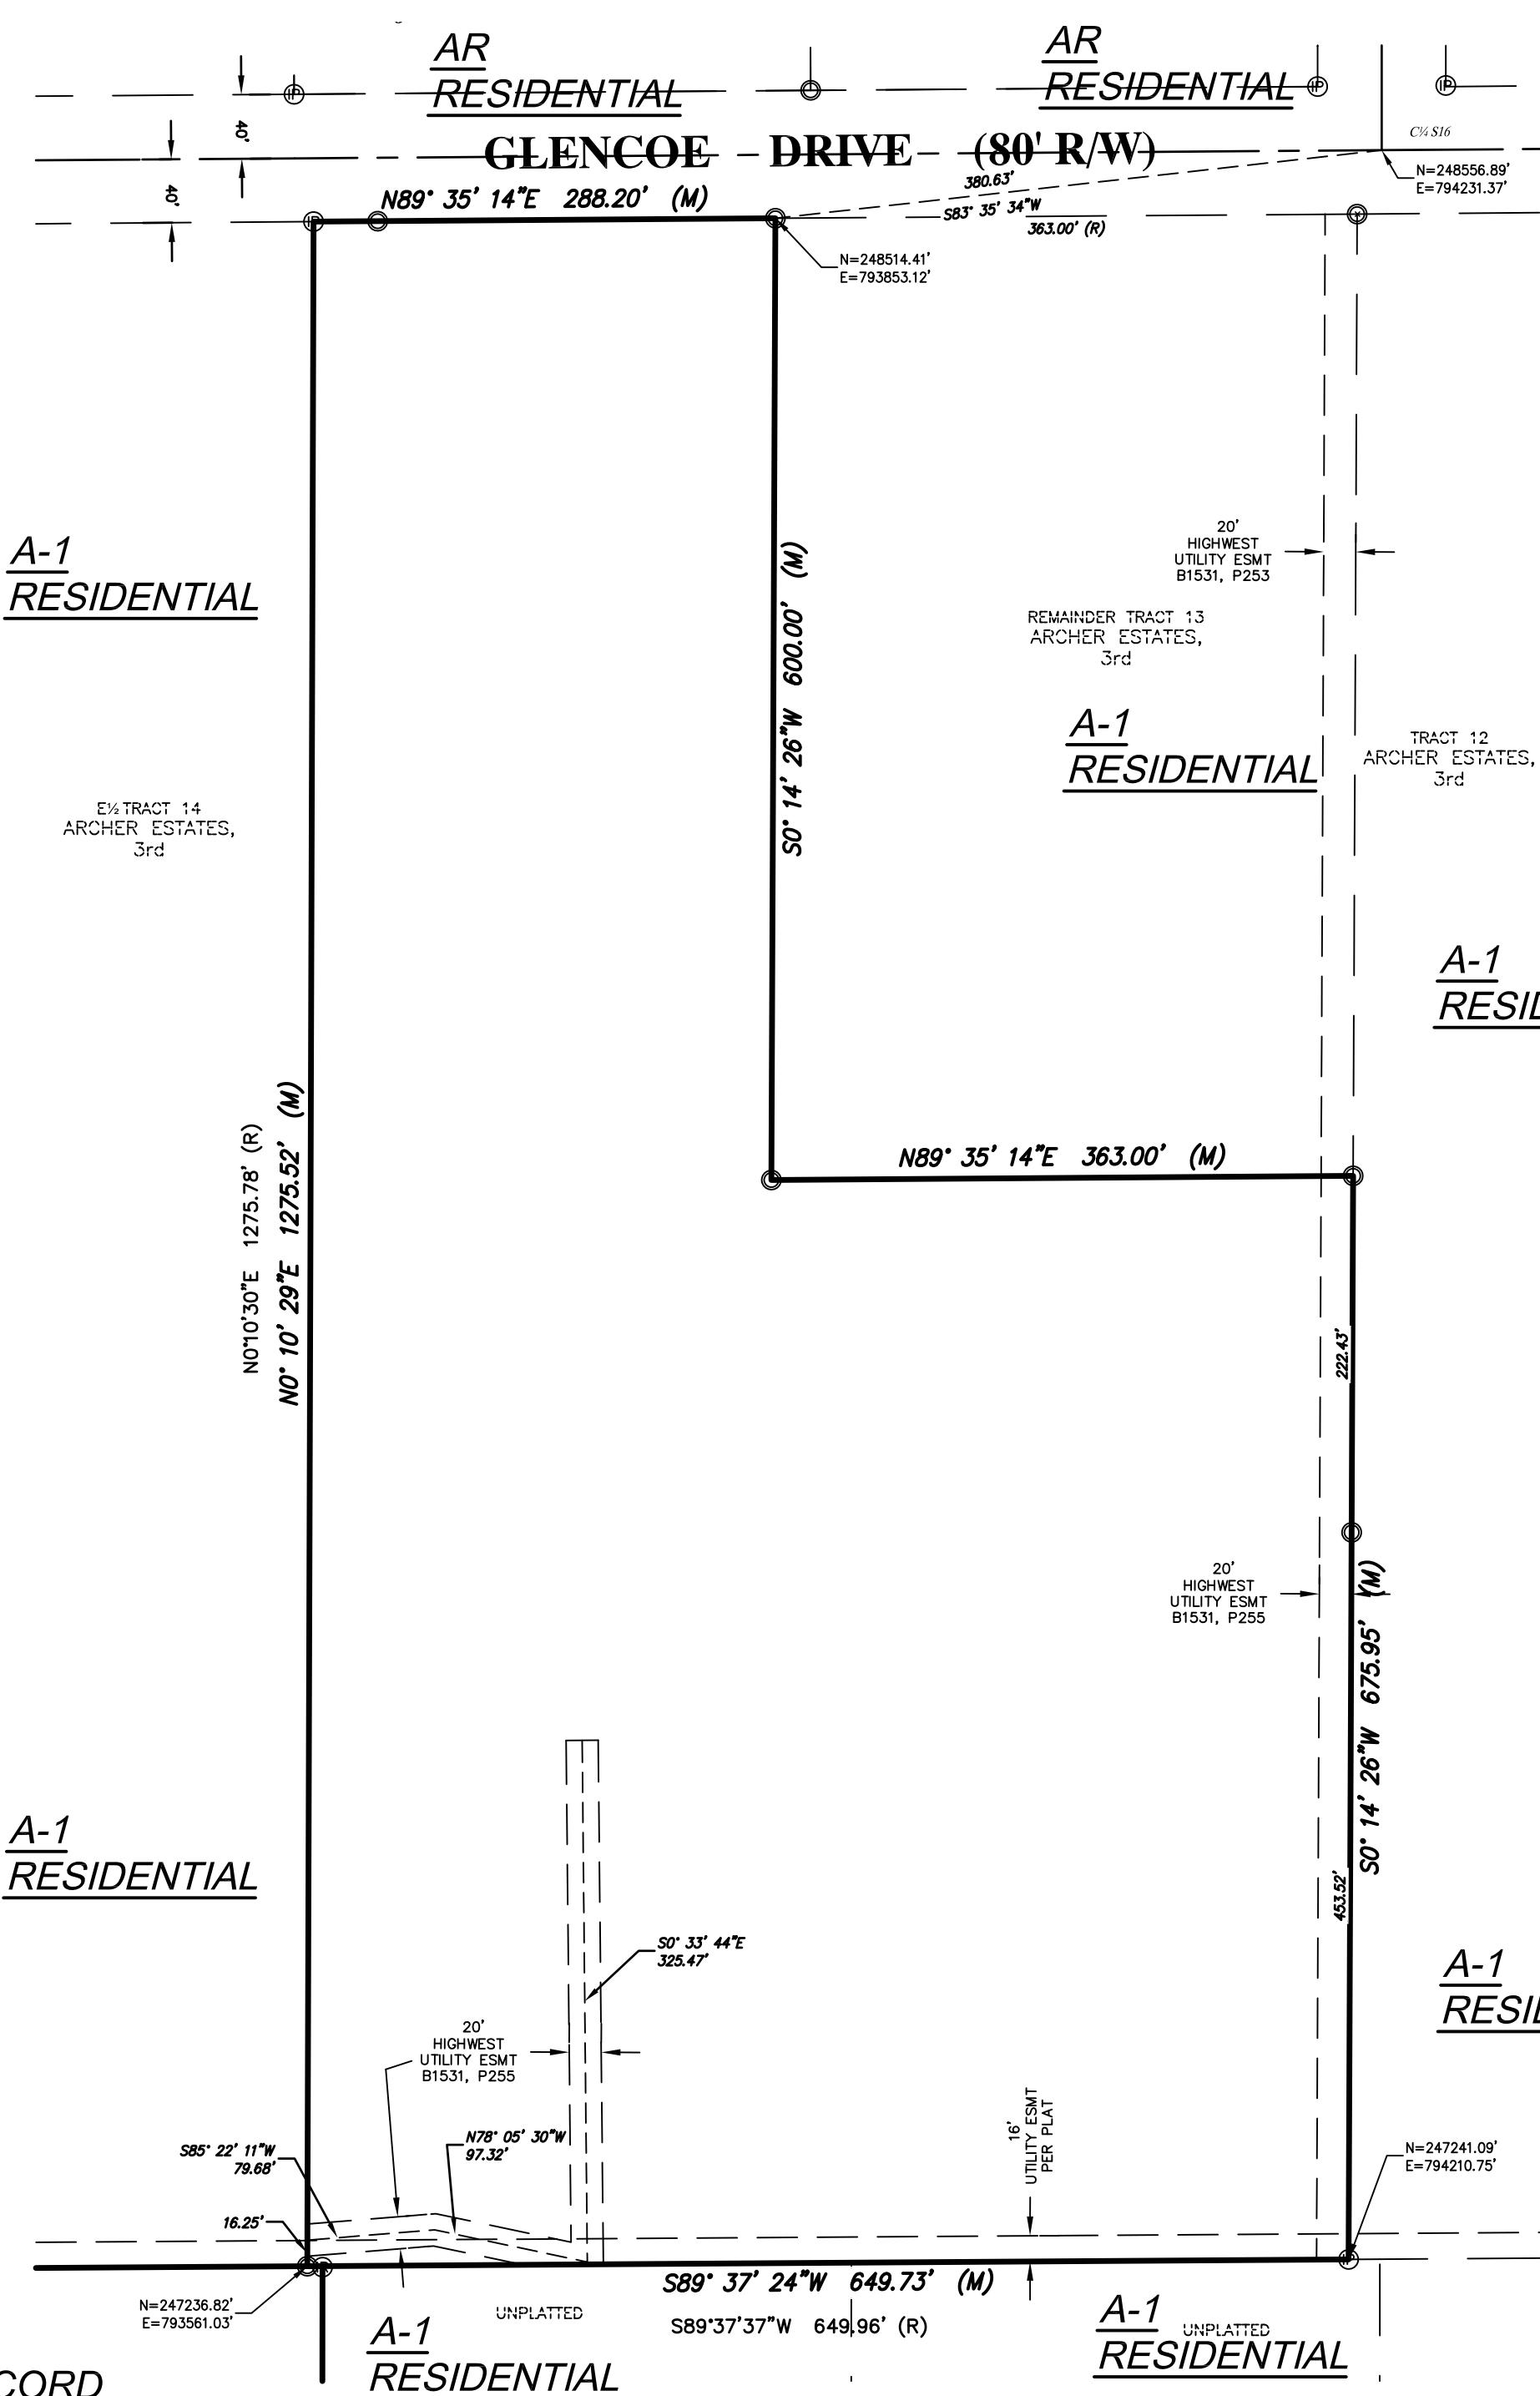 AR
RESIDENTIAL
AR
RESIDENTIAL
40'
40'
GLENCOE DRIVE (80' R/W)
C¼ S16
N=248556.89'
E=794231.37'
380.63'
S83° 35' 34"W
363.00' (R)
N89° 35' 14"E 288.20' (M)
N=248514.41'
E=793853.12'
A-1
RESIDENTIAL
20'
HIGHWEST
UTILITY ESMT
B1531, P253
REMAINDER TRACT 13
ARCHER ESTATES,
3rd
S0° 14' 26"W 600.00' (M)
A-1
RESIDENTIAL
TRACT 12
ARCHER ESTATES,
3rd
E½ TRACT 14
ARCHER ESTATES,
3rd
A-1
RESID
N0°10'30"E 1275.78' (R)
N0° 10' 29"E 1275.52' (M)
N89° 35' 14"E 363.00' (M)
222.43'
20'
HIGHWEST
UTILITY ESMT
B1531, P255
S0° 14' 26"W 675.95' (M)
453.52'
A-1
RESIDENTIAL
S0° 33' 44"E
325.47'
A-1
RESID
20'
HIGHWEST
UTILITY ESMT
B1531, P255
S85° 22' 11"W
79.68'
N78° 05' 30"W
97.32'
16.25'
16'
UTILITY ESMT
PER PLAT
N=247241.09'
E=794210.75'
S89° 37' 24"W 649.73' (M)
S89°37'37"W 649.96' (R)
N=247236.82'
E=793561.03'
UNPLATTED
A-1
RESIDENTIAL
A-1
UNPLATTED
RESIDENTIAL
CORD